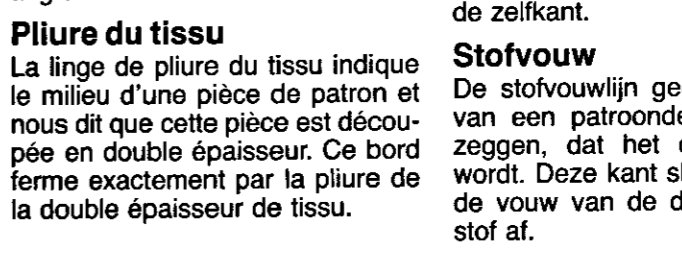 Pliure du tissu
La linge de pliure du tissu indique
le milieu d'une pièce de patron et
nous dit que cette pièce est décou-
pée en double épaisseur. Ce bord
ferme exactement par la pliure de
la double épaisseur de tissu.
de zelfkant.
Stofvouw
De stofvouwlijn ge
van een patroonde
zeggen, dat het
wordt. Deze kant sl
de vouw van de d
stof af.